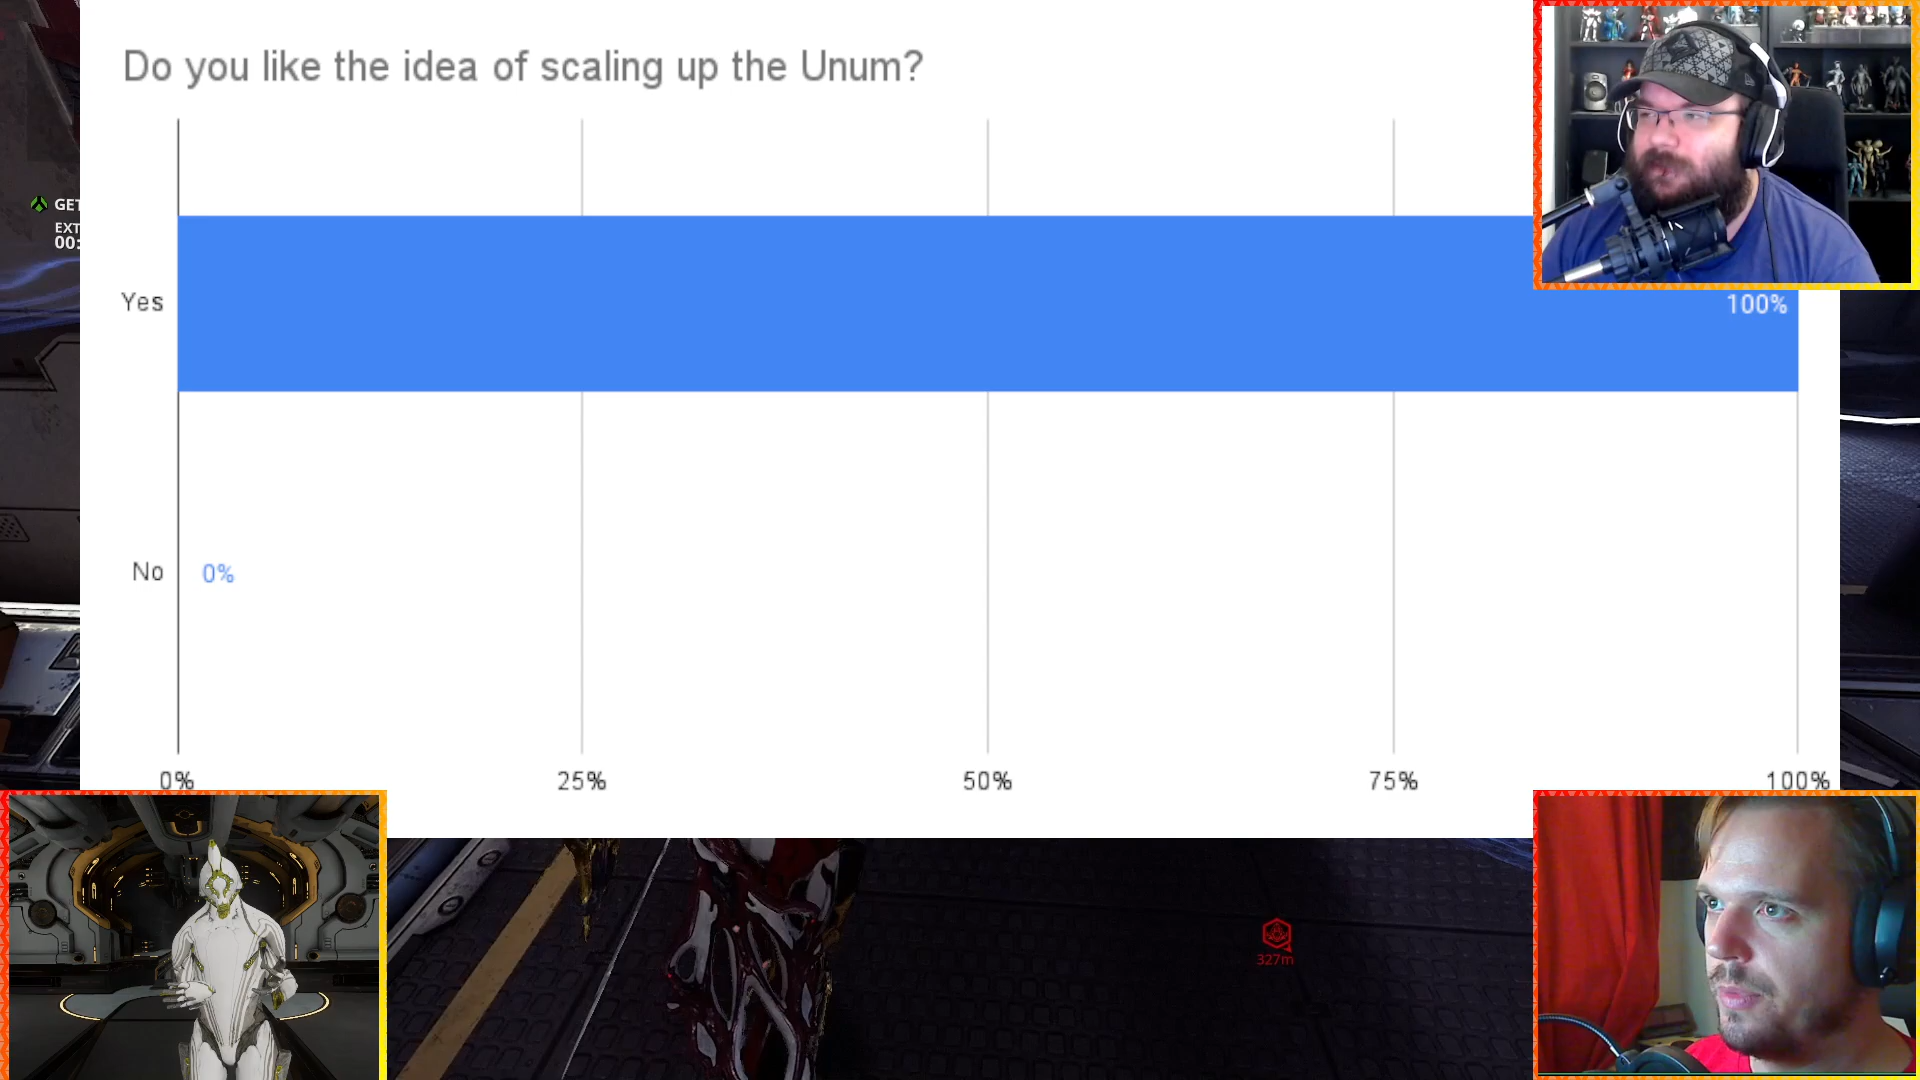 Do you like the idea of scaling up the Unum?
GET
EXT
00:
Yes
100%
No
0%
0%
25%
50%
75%
100%
327m